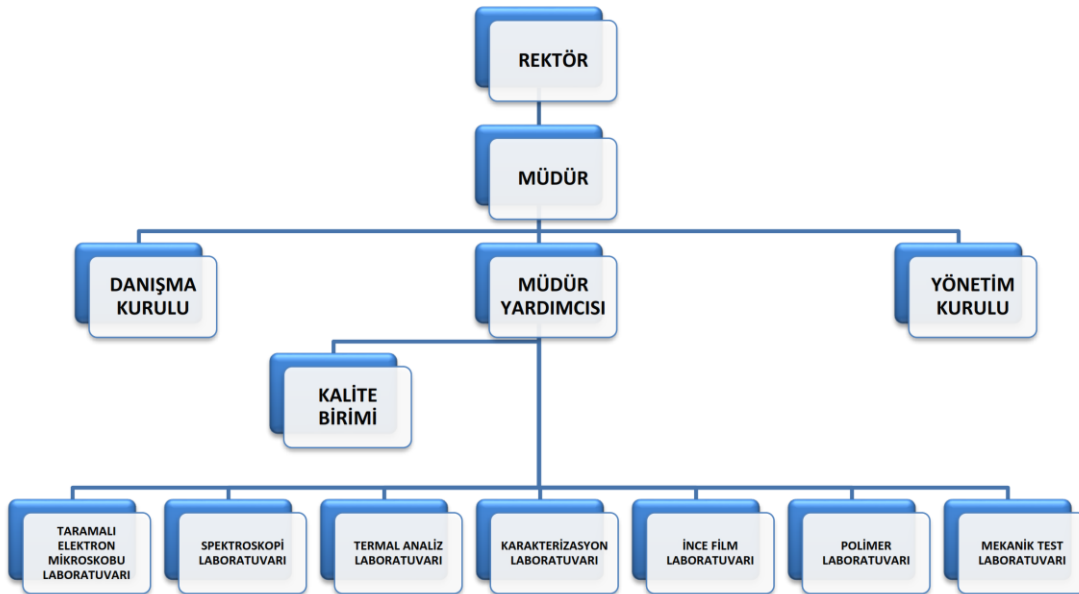 REKTÖR
MÜDÜR
DANIŞMA
KURULU
MÜDÜR
YARDIMCISI
YÖNETİM
KURULU
KALİTE
BİRİMİ
TARAMALI
ELEKTRON
MİKROSKOBU
LABORATUVARI
SPEKTROSKOPİ
LABORATUVARI
TERMAL ANALİZ
LABORATUVARI
KARAKTERİZASYON
LABORATUVARI
İNCE FİLM
LABORATUVARI
POLİMER
LABORATUVARI
MEKANİK TEST
LABORATUVARI